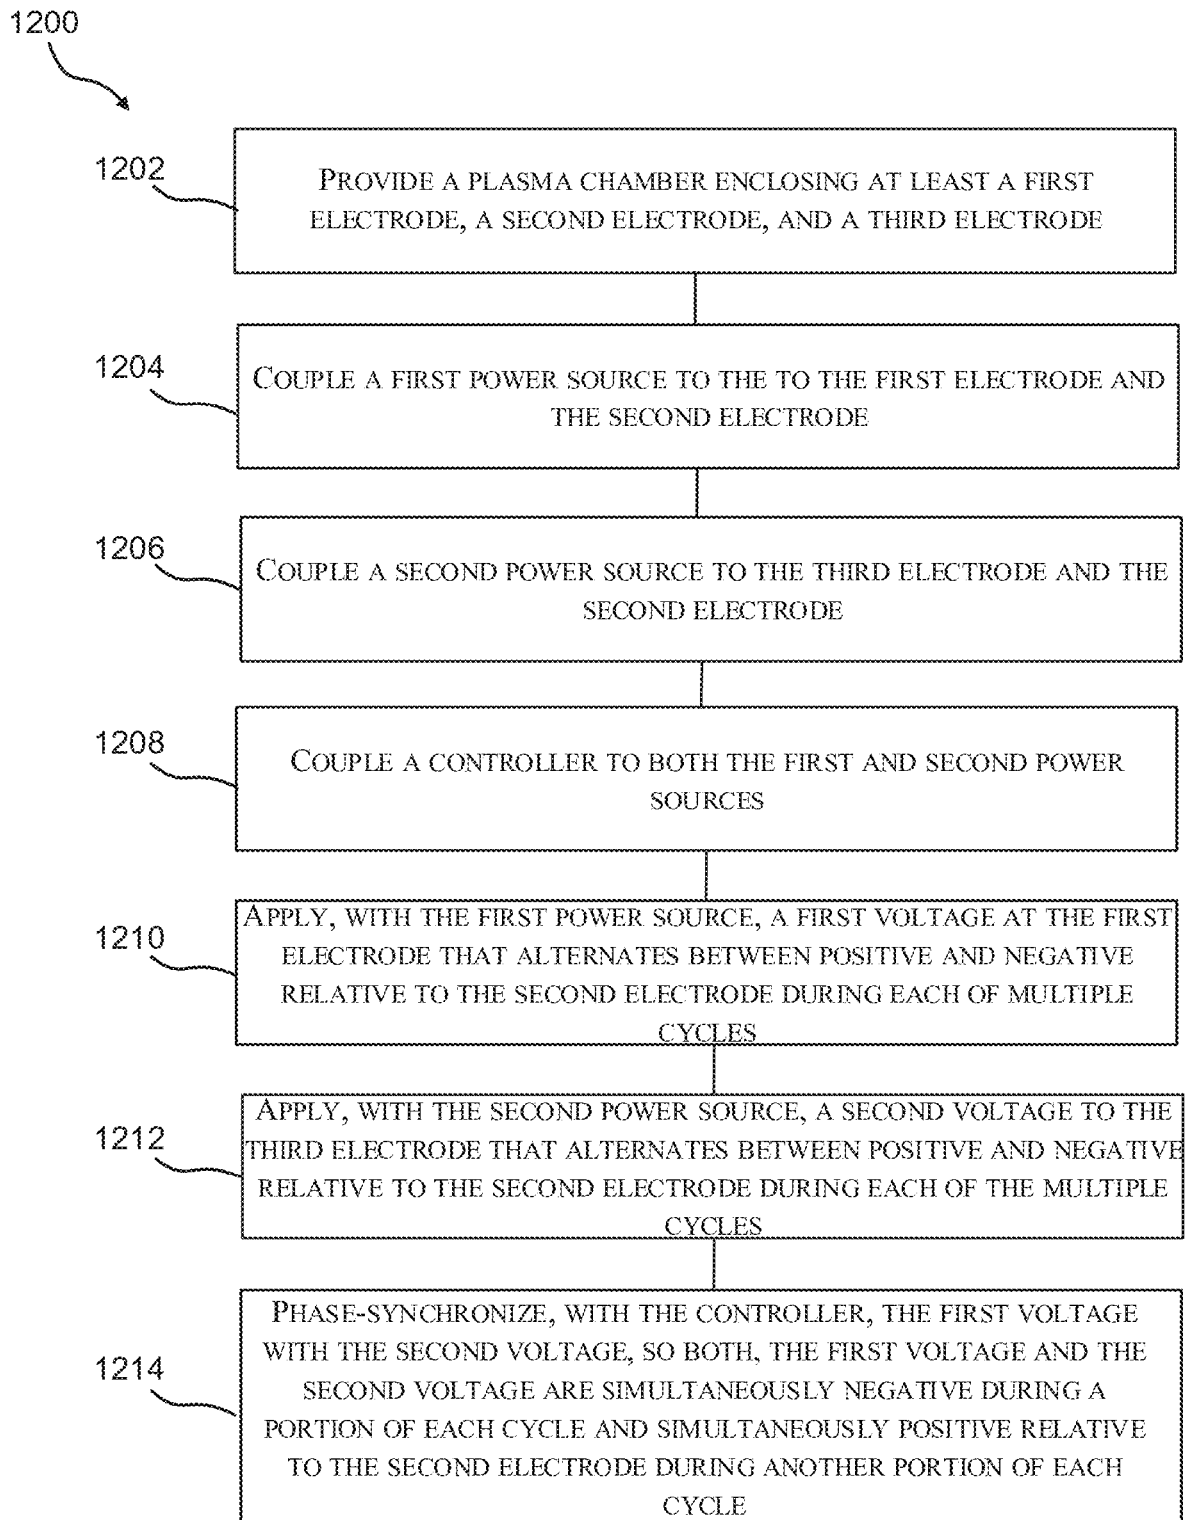 1200
1202
PROVIDE A PLASMA CHAMBER ENCLOSING AT LEAST A FIRST
ELECTRODE, A SECOND ELECTRODE, AND A THIRD ELECTRODE
1204
COUPLE A FIRST POWER SOURCE TO THE TO THE FIRST ELECTRODE AND
THE SECOND ELECTRODE
1206
COUPLE A SECOND POWER SOURCE TO THE THIRD ELECTRODE AND THE
SECOND ELECTRODE
1208
COUPLE A CONTROLLER TO BOTH THE FIRST AND SECOND POWER
SOURCES
1210
APPLY, WITH THE FIRST POWER SOURCE, A FIRST VOLTAGE AT THE FIRST
ELECTRODE THAT ALTERNATES BETWEEN POSITIVE AND NEGATIVE
RELATIVE TO THE SECOND ELECTRODE DURING EACH OF MULTIPLE
CYCLES
1212
APPLY, WITH THE SECOND POWER SOURCE, A SECOND VOLTAGE TO THE
THIRD ELECTRODE THAT ALTERNATES BETWEEN POSITIVE AND NEGATIVE
RELATIVE TO THE SECOND ELECTRODE DURING EACH OF THE MULTIPLE
CYCLES
1214
PHASE-SYNCHRONIZE, WITH THE CONTROLLER, THE FIRST VOLTAGE
WITH THE SECOND VOLTAGE, SO BOTH, THE FIRST VOLTAGE AND THE
SECOND VOLTAGE ARE SIMULTANEOUSLY NEGATIVE DURING A
PORTION OF EACH CYCLE AND SIMULTANEOUSLY POSITIVE RELATIVE
TO THE SECOND ELECTRODE DURING ANOTHER PORTION OF EACH
CYCLE